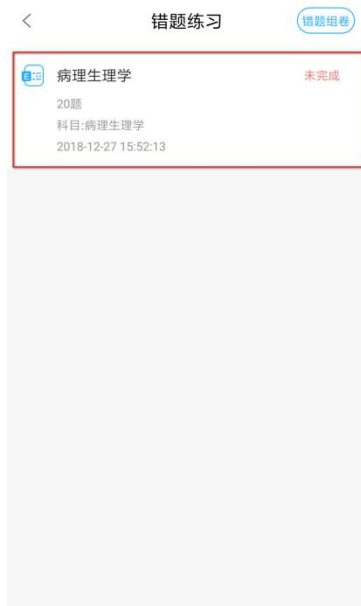 错题练习
错题组卷
病理生理学
未完成
20题
科目:病理生理学
2018-12-27 15:52:13